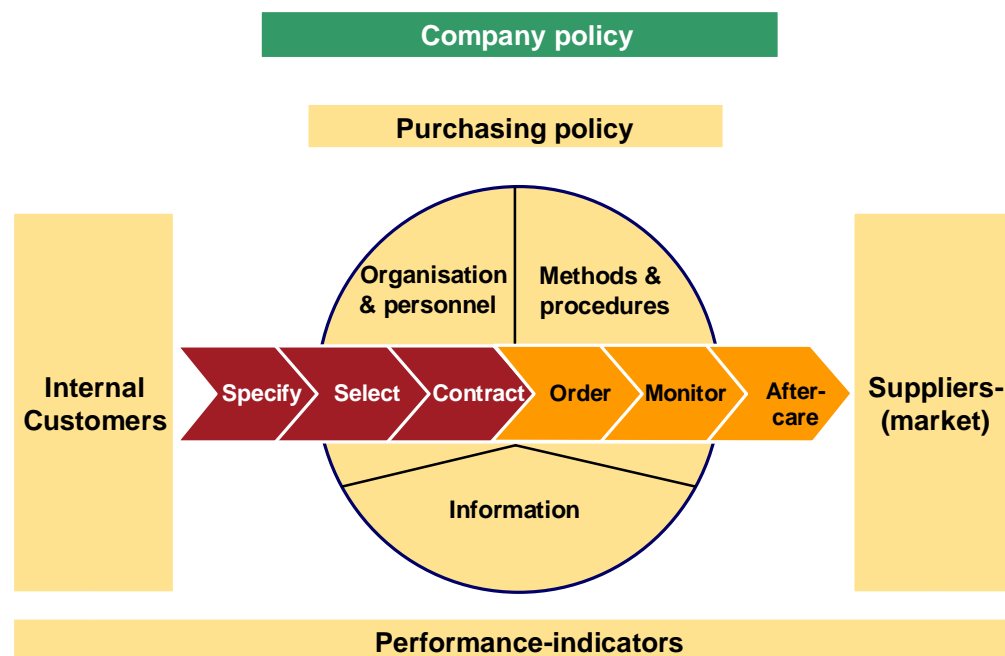 Company policy
Purchasing policy
Organisation
& personnel
Methods &
procedures
Internal
Customers
Specify
Select
Contract
Order
Monitor
After-
care
Suppliers-
(market)
Information
Performance-indicators